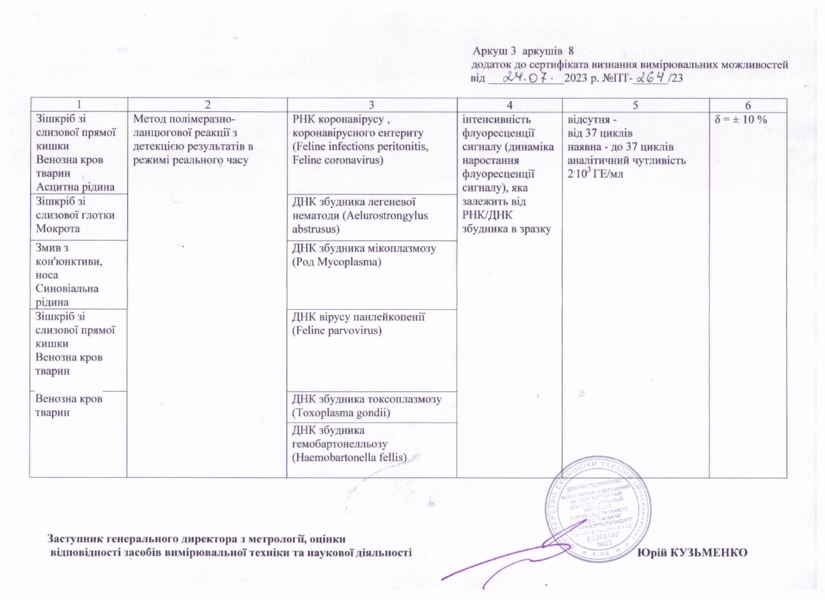 Аркуш 3 аркушів 8
додаток до сертифіката визнання вимірювальних можливостей
від 24.07. 2023 р. №ПТ-264/23
1 2 3 4 5 6
Зішкріб зі
слизової прямої
кишки
Венозна кров
тварин
Асцитна рідина
Метод полімеразно-
ланцюгової реакції з
детекцією результатів в
режимі реального часу
РНК коронавірусу ,
коронавірусного ентериту
(Feline infections peritonitis,
Feline coronavirus)
інтенсивність
флуоресценції
сигналу (динаміка
наростання
флуоресценції
сигналу), яка
залежить від
РНК/ДНК
збудника в зразку
відсутня -
від 37 циклів
наявна - до 37 циклів
аналітичний чутливість
2·10³ ГЕ/мл
δ = ± 10 %
Зішкріб зі
слизової глотки
Мокрота
ДНК збудника легеневої
нематоди (Aelurostrongylus
abstrusus)
Змив з
кон'юнктиви,
носа
Синовіальна
рідина
ДНК збудника мікоплазмозу
(Род Mycoplasma)
Зішкріб зі
слизової прямої
кишки
Венозна кров
тварин
ДНК вірусу панлейкопенії
(Feline parvovirus)
Венозна кров
тварин
ДНК збудника токсоплазмозу
(Toxoplasma gondii)
ДНК збудника
гемобартонелльозу
(Haemobartonella fellis)
Заступник генерального директора з метрології, оцінки
відповідності засобів вимірювальної техніки та наукової діяльності
Юрій КУЗЬМЕНКО